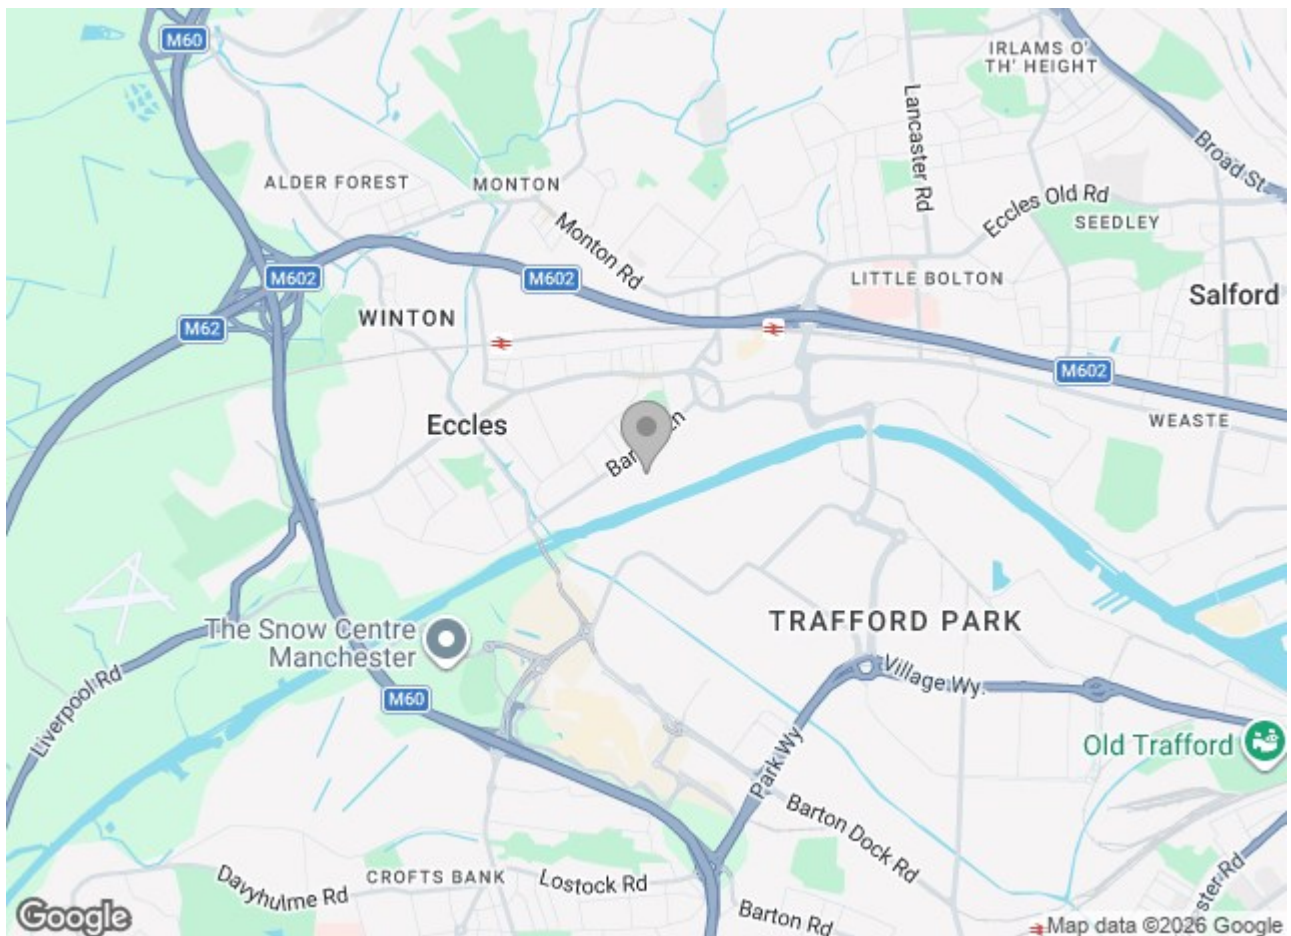 M60
IRLAMS O'
TH' HEIGHT
Lancaster Rd
Broad St
ALDER FOREST
MONTON
Eccles Old Rd
SEEDLEY
Monton Rd
M602
M602
LITTLE BOLTON
Salford
M62
WINTON
M602
WEASTE
Eccles
TRAFFORD PARK
The Snow Centre
Manchester
Village Wy.
M60
Liverpool Rd
Old Trafford
Park Wy
Barton Dock Rd
CROFTS BANK
Lostock Rd
Davyhulme Rd
Barton Rd
Google
Map data ©2026 Google